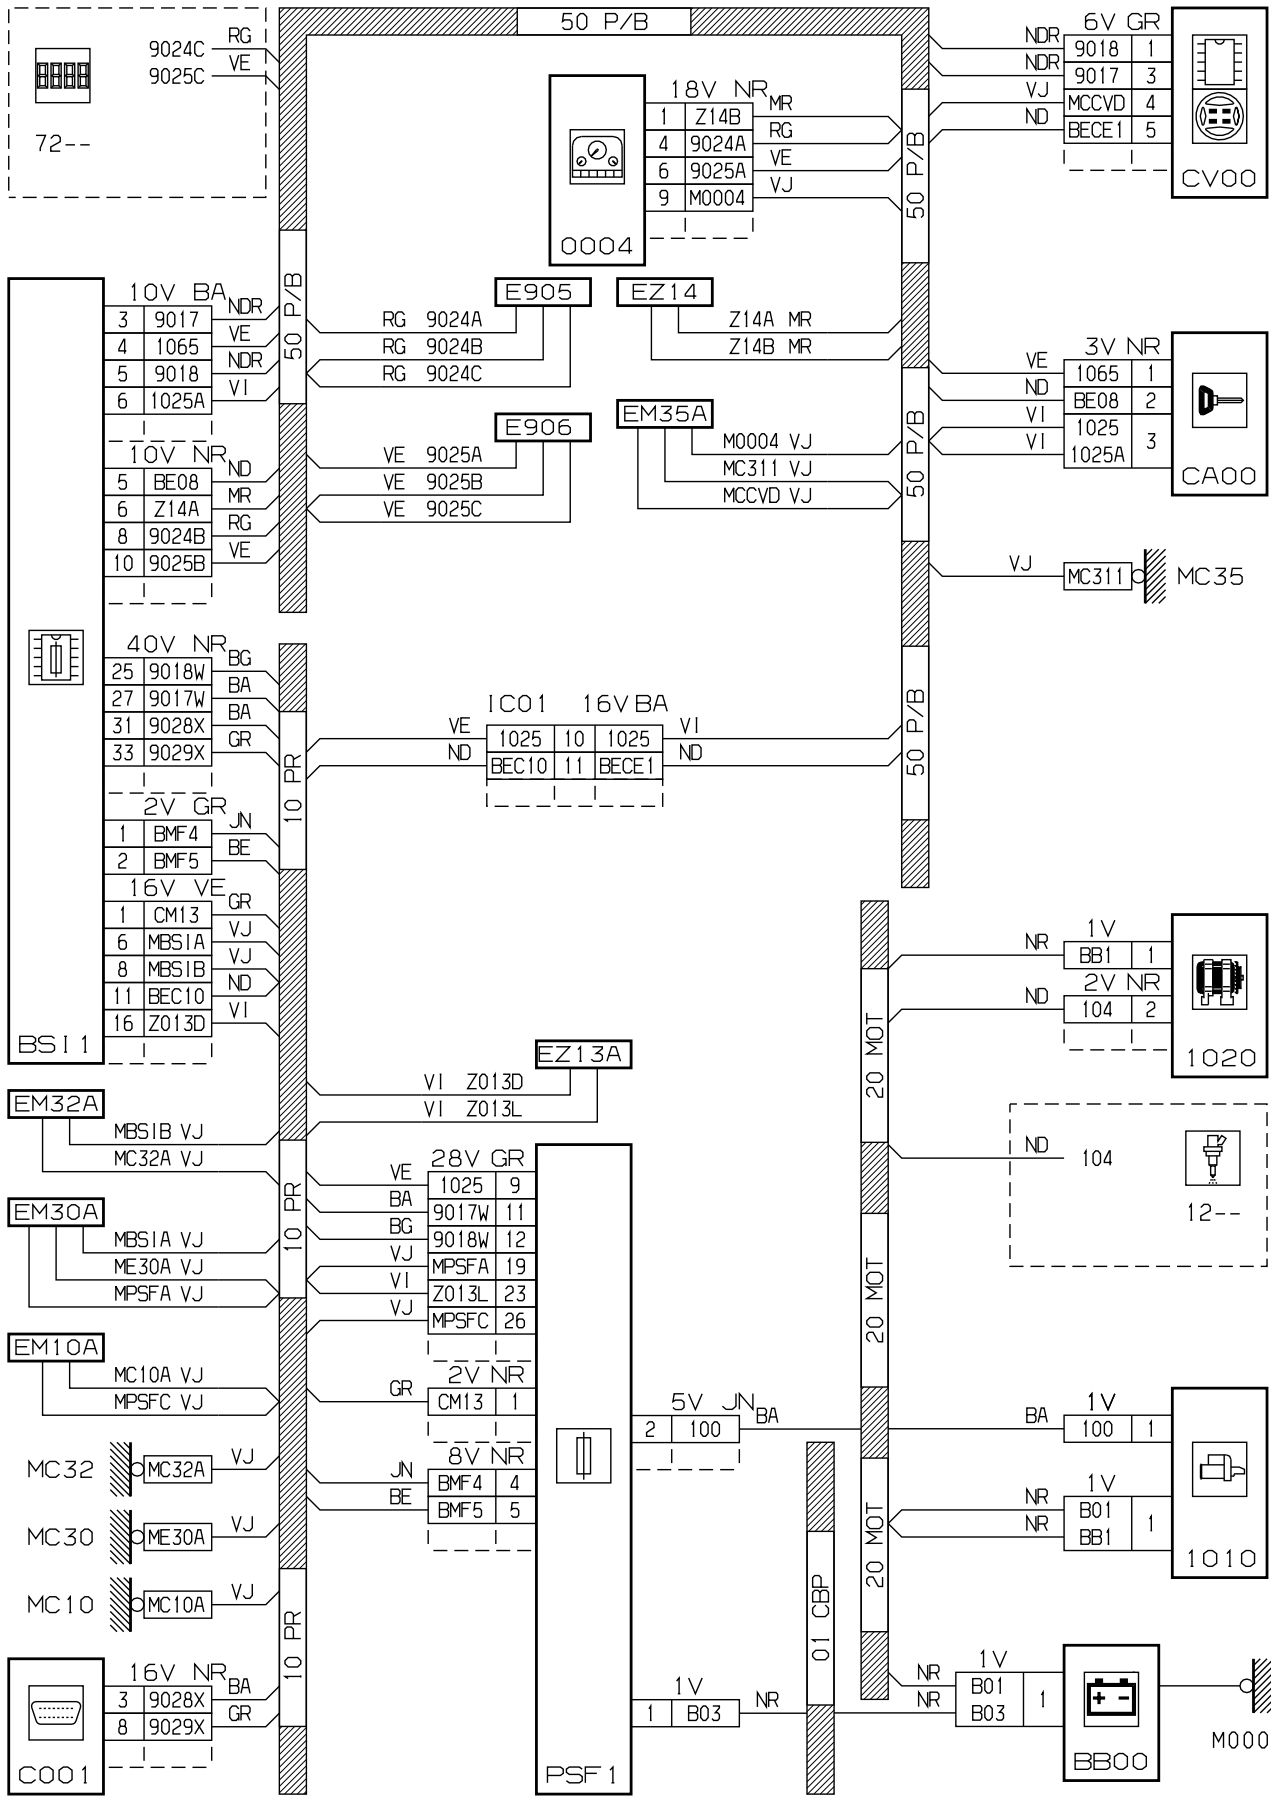 50 P/B
9024C RG
9025C VE
72--
0004
18V NR
1 Z14B MR
4 9024A RG
6 9025A VE
9 M0004 VJ
50 P/B
6V GR
NDR 9018 1
NDR 9017 3
VJ MCCVD 4
ND BECE1 5
CV00
BSI1
10V BA
3 9017 NDR
4 1065 VE
5 9018 NDR
6 1025A VI
10V NR
5 BE08 ND
6 Z14A MR
8 9024B RG
10 9025B VE
50 P/B
E905
RG 9024A
RG 9024B
RG 9024C
EZ14
Z14A MR
Z14B MR
E906
VE 9025A
VE 9025B
VE 9025C
EM35A
M0004 VJ
MC311 VJ
MCCVD VJ
50 P/B
3V NR
VE 1065 1
ND BE08 2
VI 1025
VI 1025A 3
CA00
VJ MC311 MC35
40V NR
25 9018W BG
27 9017W BA
31 9028X BA
33 9029X GR
10 PR
IC01 16V BA
VE 1025 10 1025 VI
ND BEC10 11 BECE1 ND
50 P/B
2V GR
1 BMF4 JN
2 BMF5 BE
16V VE
1 CM13 GR
6 MBSIA VJ
8 MBSIB VJ
11 BEC10 ND
16 Z013D VI
20 MOT
1V
NR BB1 1
2V NR
ND 104 2
1020
EZ13A
VI Z013D
VI Z013L
EM32A
MBSIB VJ
MC32A VJ
ND 104
12--
EM30A
MBSIA VJ
ME30A VJ
MPSFA VJ
10 PR
28V GR
VE 1025 9
BA 9017W 11
BG 9018W 12
VJ MPSFA 19
VI Z013L 23
VJ MPSFC 26
20 MOT
EM10A
MC10A VJ
MPSFC VJ
2V NR
GR CM13 1
8V NR
JN BMF4 4
BE BMF5 5
5V JN
2 100 BA
1V
BA 100 1
1V
NR B01
NR BB1 1
1010
20 MOT
01 CBP
MC32 MC32A VJ
MC30 ME30A VJ
MC10 MC10A VJ
10 PR
16V NR
3 9028X BA
8 9029X GR
C001
PSF1
1V
1 B03 NR
1V
NR B01
NR B03 1
BB00
M000